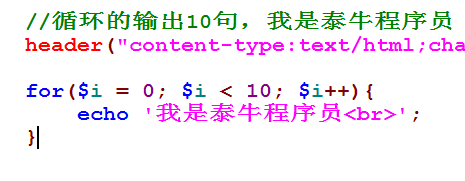 //循环的输出10句，我是泰牛程序员
header("content-type:text/html;cha
for($i = 0; $i < 10; $i++){
echo '我是泰牛程序员<br>';
}